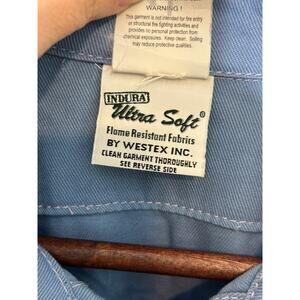 WARNING !
This garment is not intended for fire entry
or structural fire fighting activities and
provides no personal protection from
chemical exposures. Keep clean. Soiling
may reduce protective qualities.
INDURA®
Ultra Soft®
Flame Resistant Fabrics
BY WESTEX INC.
CLEAN GARMENT THOROUGHLY
SEE REVERSE SIDE